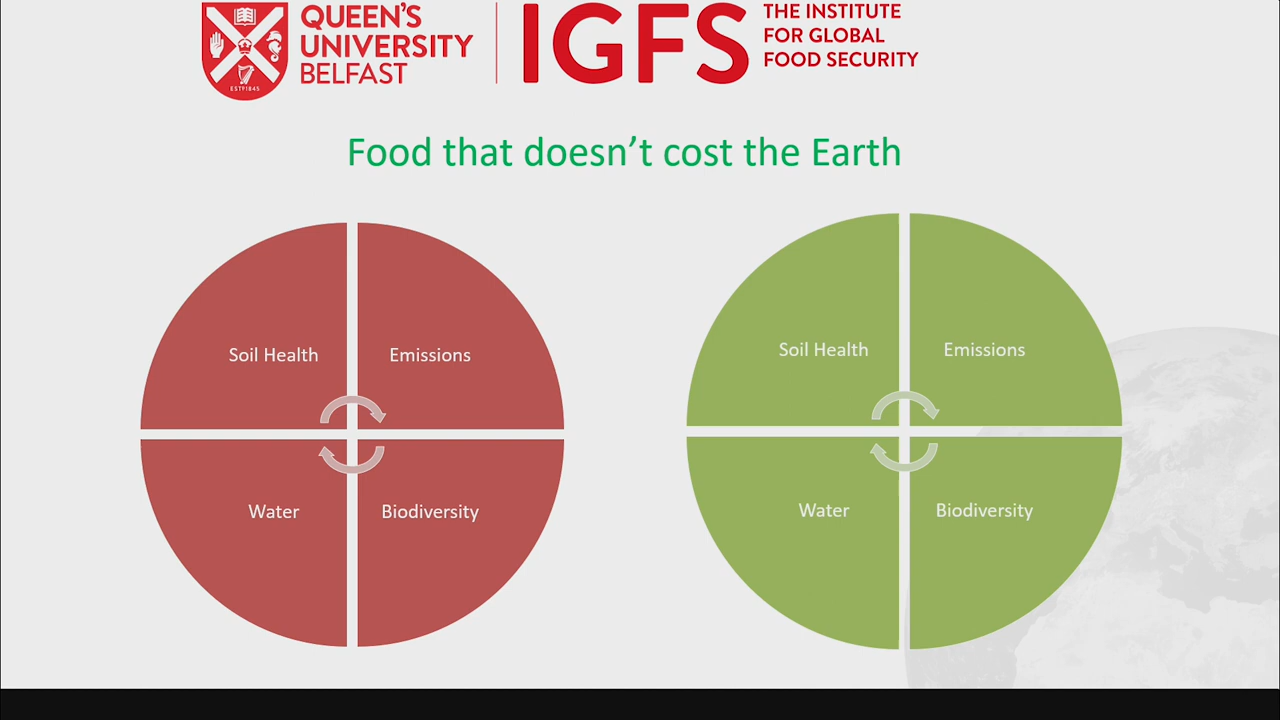 QUEEN'S
UNIVERSITY
BELFAST
ESTD1845
IGFS
THE INSTITUTE
FOR GLOBAL
FOOD SECURITY
Food that doesn't cost the Earth
Soil Health
Emissions
Water
Biodiversity
Soil Health
Emissions
Water
Biodiversity